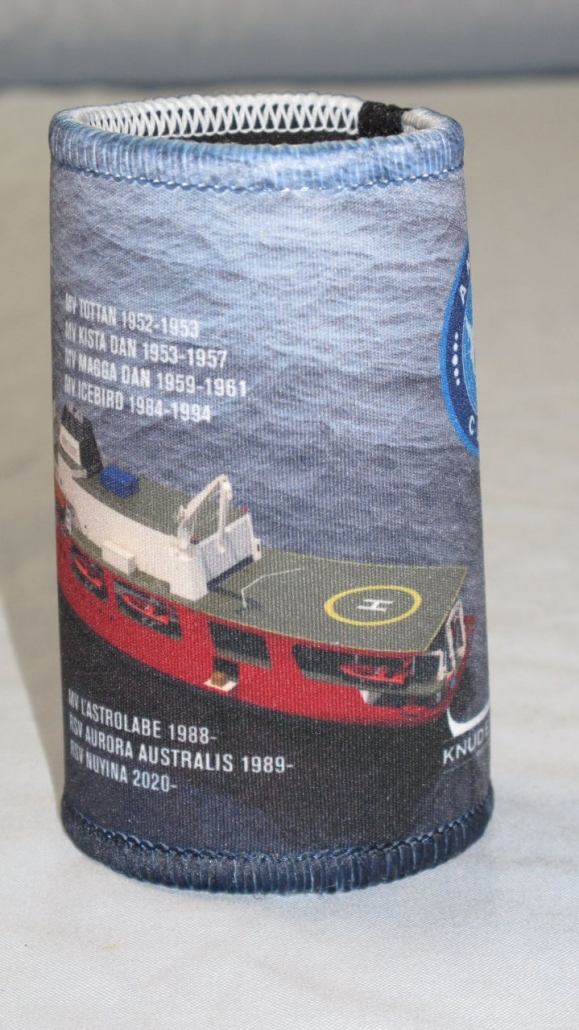 MV TOTTAN 1952-1953
MV KISTA DAN 1953-1957
MV MAGGA DAN 1959-1961
MV ICEBIRD 1984-1994
H
MV L'ASTROLABE 1988-
RSV AURORA AUSTRALIS 1989-
RSV NUYINA 2020-